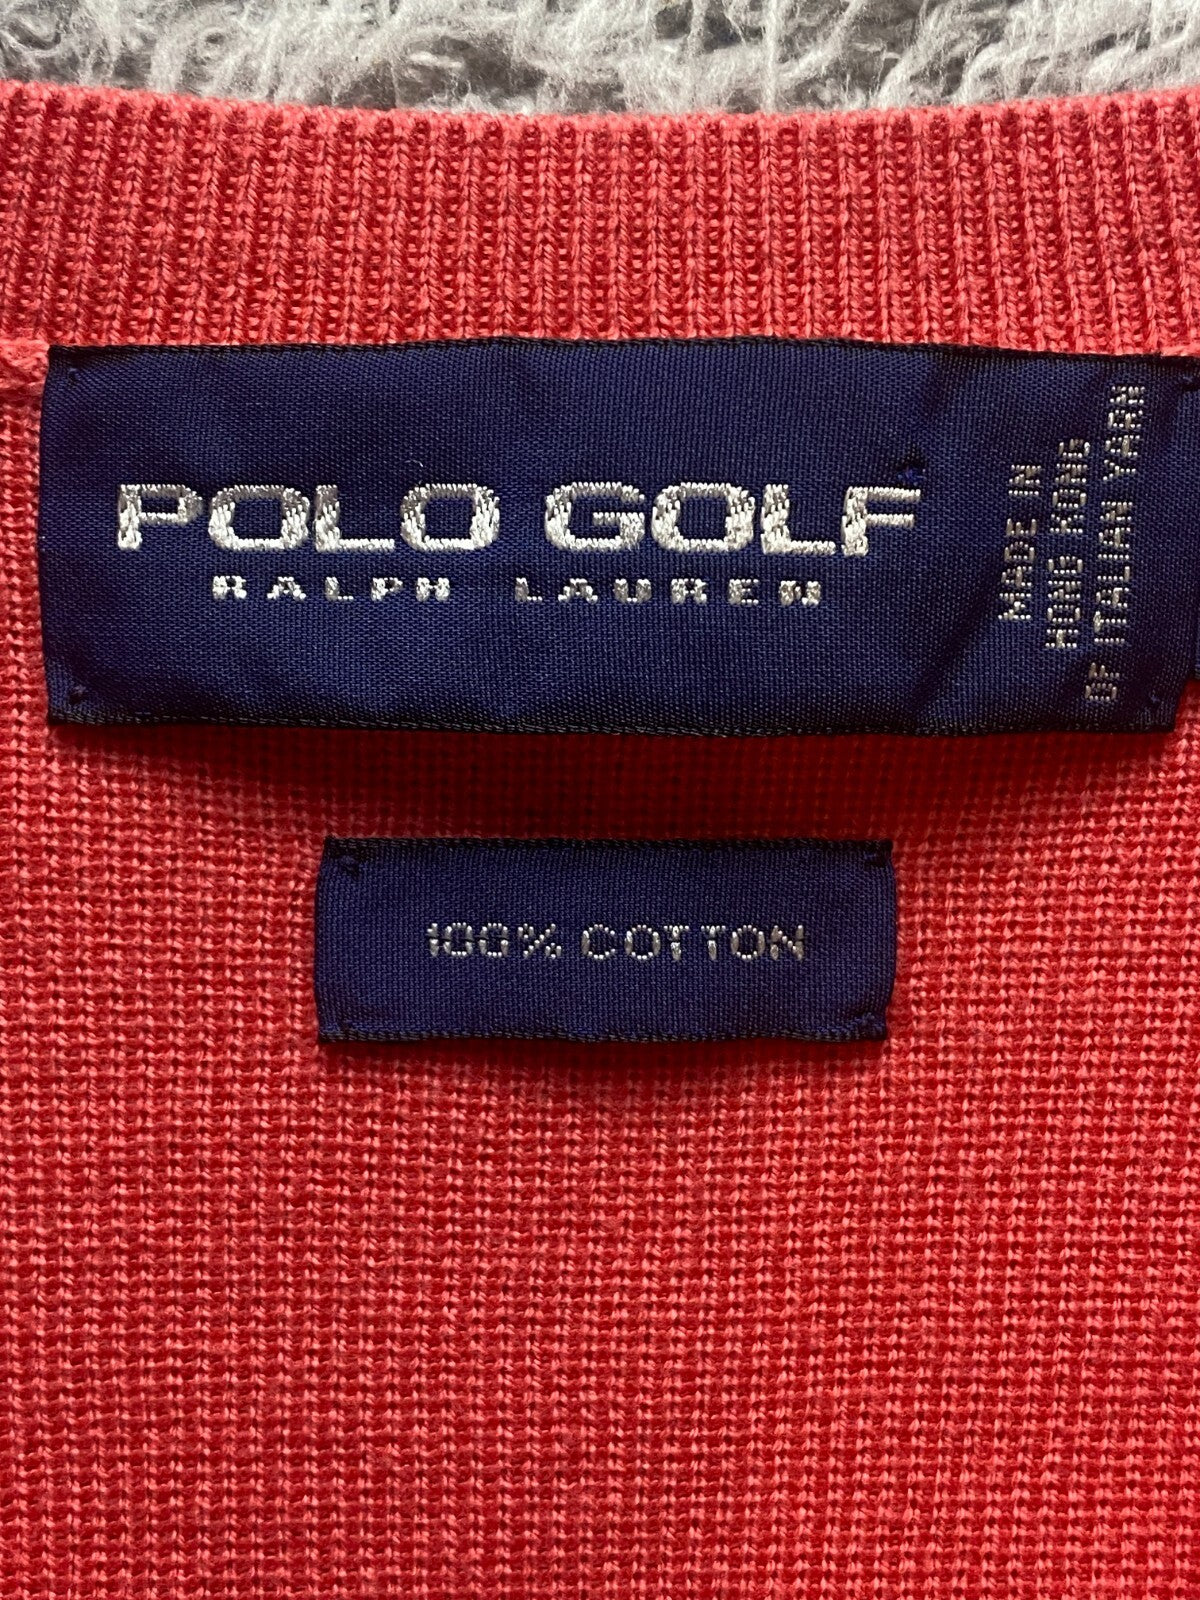 POLO GOLF
RALPH LAUREN
MADE IN
HONG KONG
OF ITALIAN YARN
100% COTTON